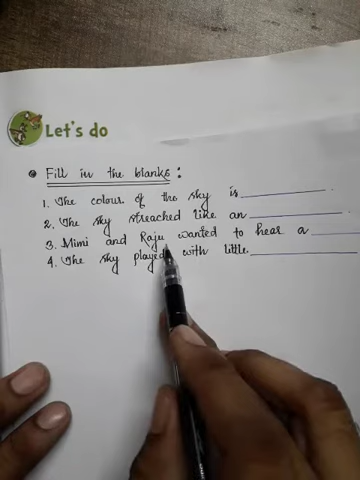 Let's do
Fill in the blanks:
1. The colour of the sky is
2. The sky streached like an
3. Mimi and Raju wanted to hear a
4. The sky played with little